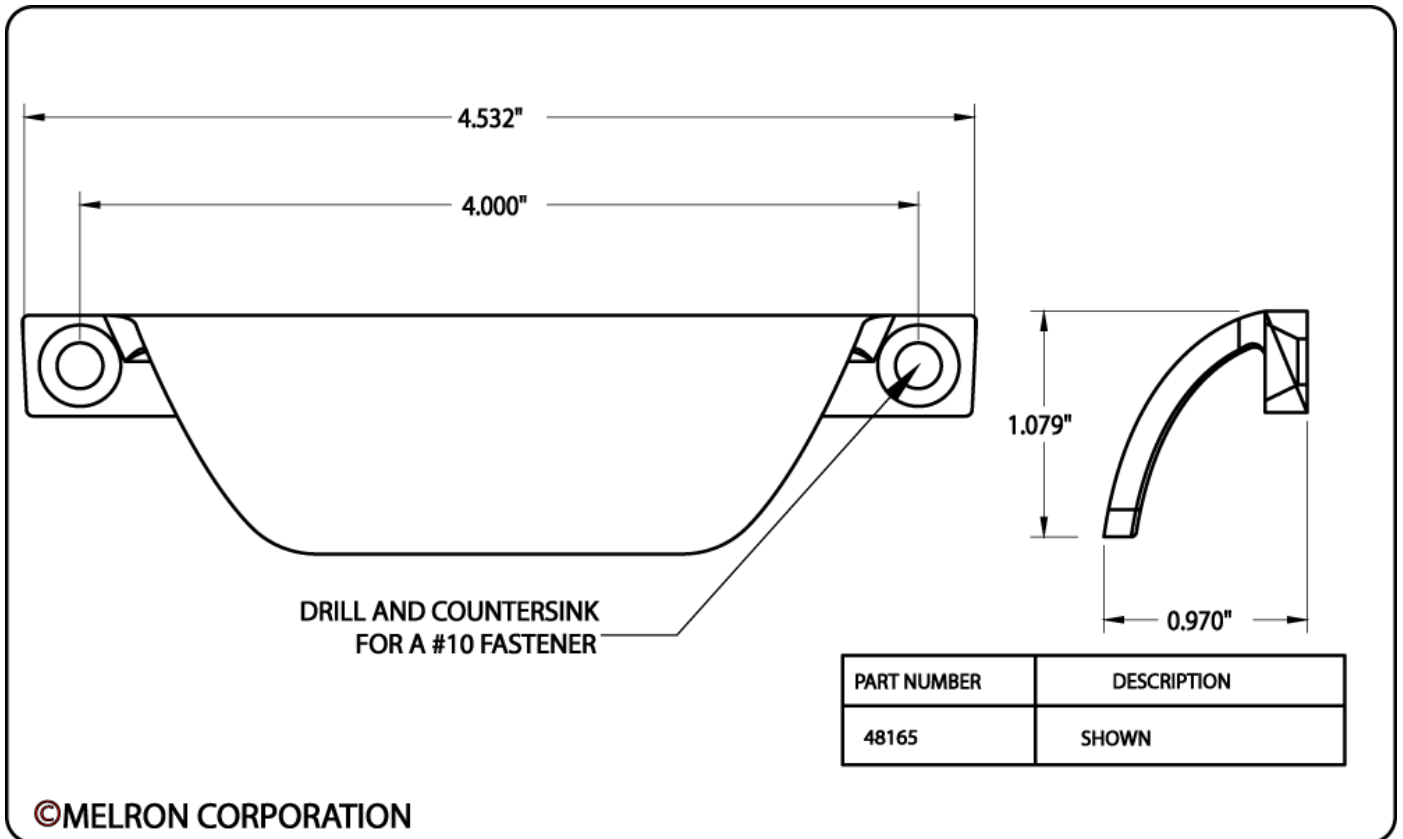 4.532"
4.000"
1.079"
DRILL AND COUNTERSINK
FOR A #10 FASTENER
0.970"
PART NUMBER DESCRIPTION
48165 SHOWN
©MELRON CORPORATION